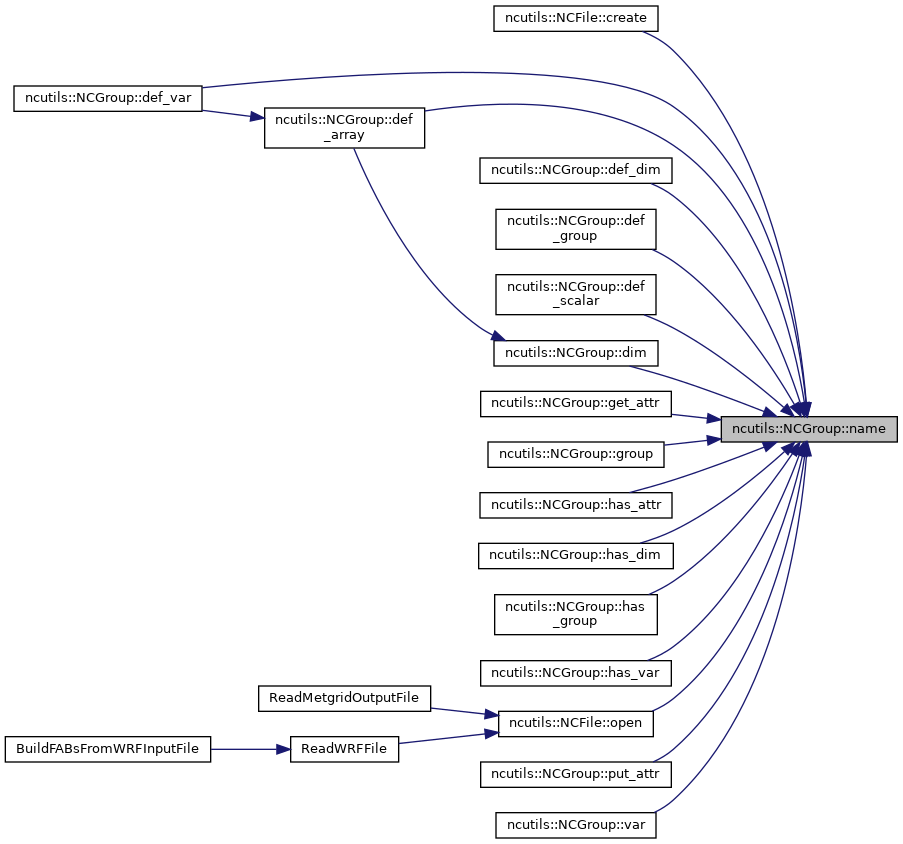 ncutils::NCFile::create
ncutils::NCGroup::def_var
ncutils::NCGroup::def
_array
ncutils::NCGroup::def_dim
ncutils::NCGroup::def
_group
ncutils::NCGroup::def
_scalar
ncutils::NCGroup::dim
ncutils::NCGroup::get_attr
ncutils::NCGroup::name
ncutils::NCGroup::group
ncutils::NCGroup::has_attr
ncutils::NCGroup::has_dim
ncutils::NCGroup::has
_group
ncutils::NCGroup::has_var
ReadMetgridOutputFile
ncutils::NCFile::open
BuildFABsFromWRFInputFile
ReadWRFFile
ncutils::NCGroup::put_attr
ncutils::NCGroup::var